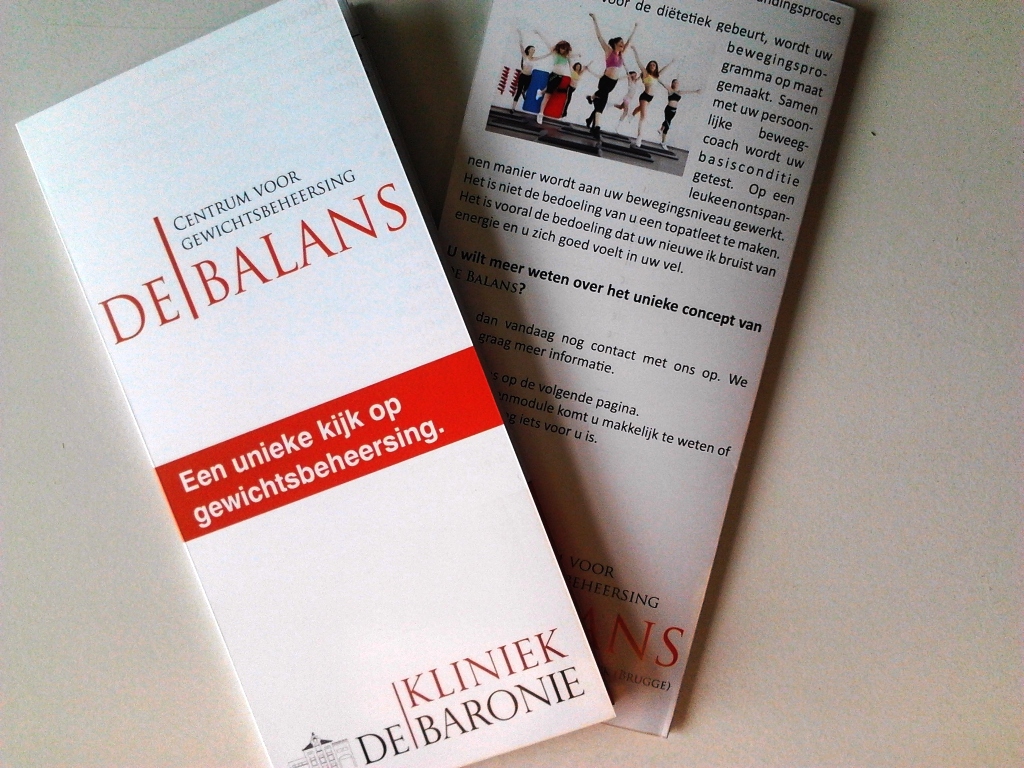 CENTRUM VOOR
GEWICHTSBEHEERSING
DE BALANS
Een unieke kijk op
gewichtsbeheersing.
KLINIEK
DE BARONIE
voor de diëtetiek gebeurt, wordt uw
bewegingspro-
gramma op maat
gemaakt. Samen
met uw persoon-
lijke beweeg-
coach wordt uw
basisconditie
getest. Op een
leuke en ontspan-
nen manier wordt aan uw bewegingsniveau gewerkt.
Het is niet de bedoeling van u een topatleet te maken.
Het is vooral de bedoeling dat uw nieuwe ik bruist van
energie en u zich goed voelt in uw vel.
U wilt meer weten over het unieke concept van
DE BALANS?
dan vandaag nog contact met ons op. We
graag meer informatie.
op de volgende pagina.
komt u makkelijk te weten of
iets voor u is.
VOOR
(BRUGGE)